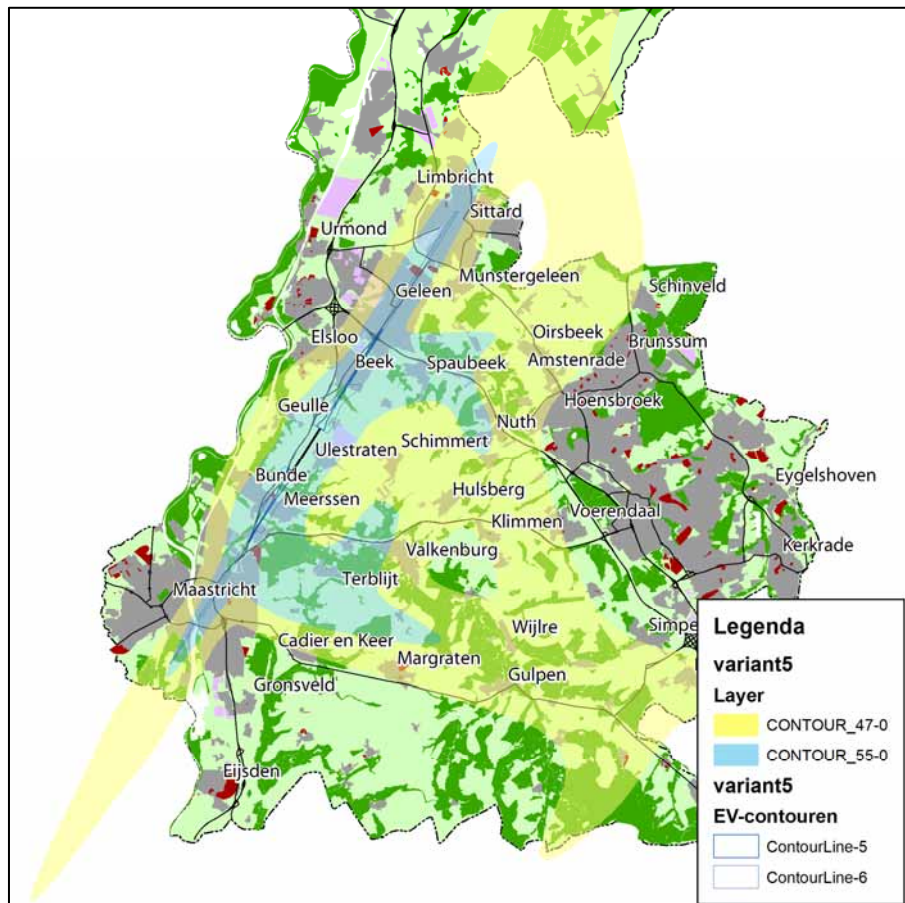 Limbricht
Sittard
Urmond
Munstergeleen
Geleen
Schinveld
Oirsbeek
Elsloo
Brunssum
Beek
Spaubeek
Amstenrade
Geulle
Hoensbroek
Nuth
Schimmert
Ulestraten
Bunde
Eygelshoven
Meerssen
Hulsberg
Klimmen
Voerendaal
Kerkrade
Valkenburg
Terblijt
Maastricht
Wijlre
Simpe
Cadier en Keer
Margraten
Gulpen
Gronsveld
Eijsden
Legenda
variant5
Layer
CONTOUR_47-0
CONTOUR_55-0
variant5
EV-contouren
ContourLine-5
ContourLine-6